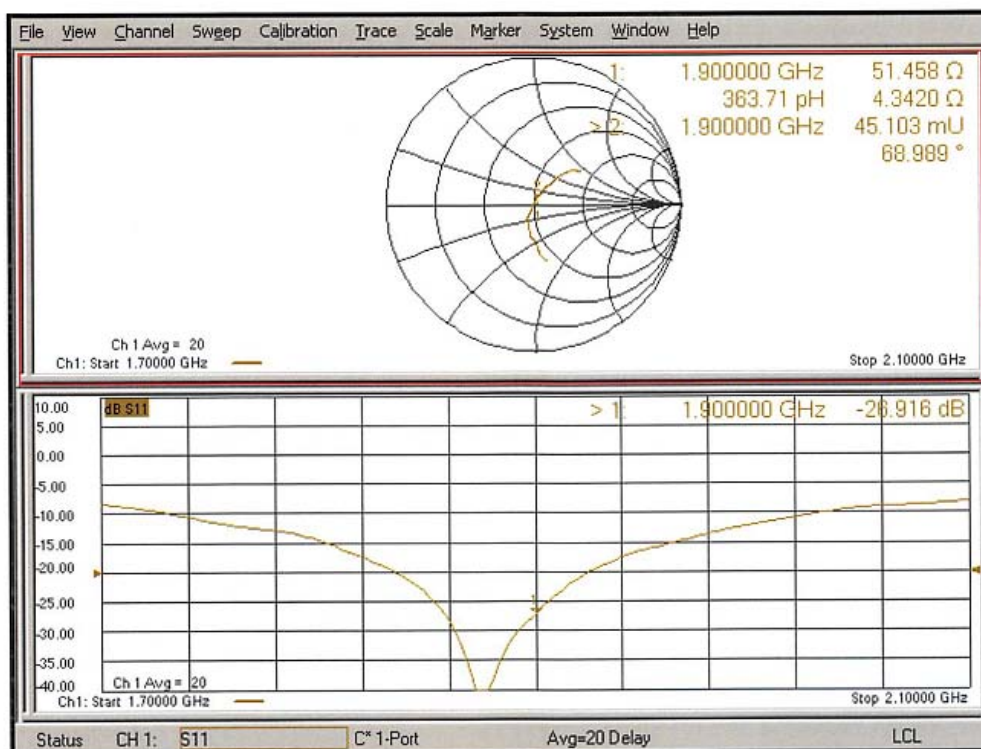 File View Channel Sweep Calibration Trace Scale Marker System Window Help
1: 1.900000 GHz 51.458 Ω
363.71 pH 4.3420 Ω
> 2: 1.900000 GHz 45.103 mU
68.989 °
Ch 1 Avg = 20
Ch1: Start 1.70000 GHz Stop 2.10000 GHz
10.00 dB S11 > 1: 1.900000 GHz -26.916 dB
5.00
0.00
-5.00
-10.00
-15.00
-20.00
1
-25.00
-30.00
-35.00
-40.00 Ch 1 Avg = 20
Ch1: Start 1.70000 GHz Stop 2.10000 GHz
Status CH 1: S11 C* 1-Port Avg=20 Delay LCL